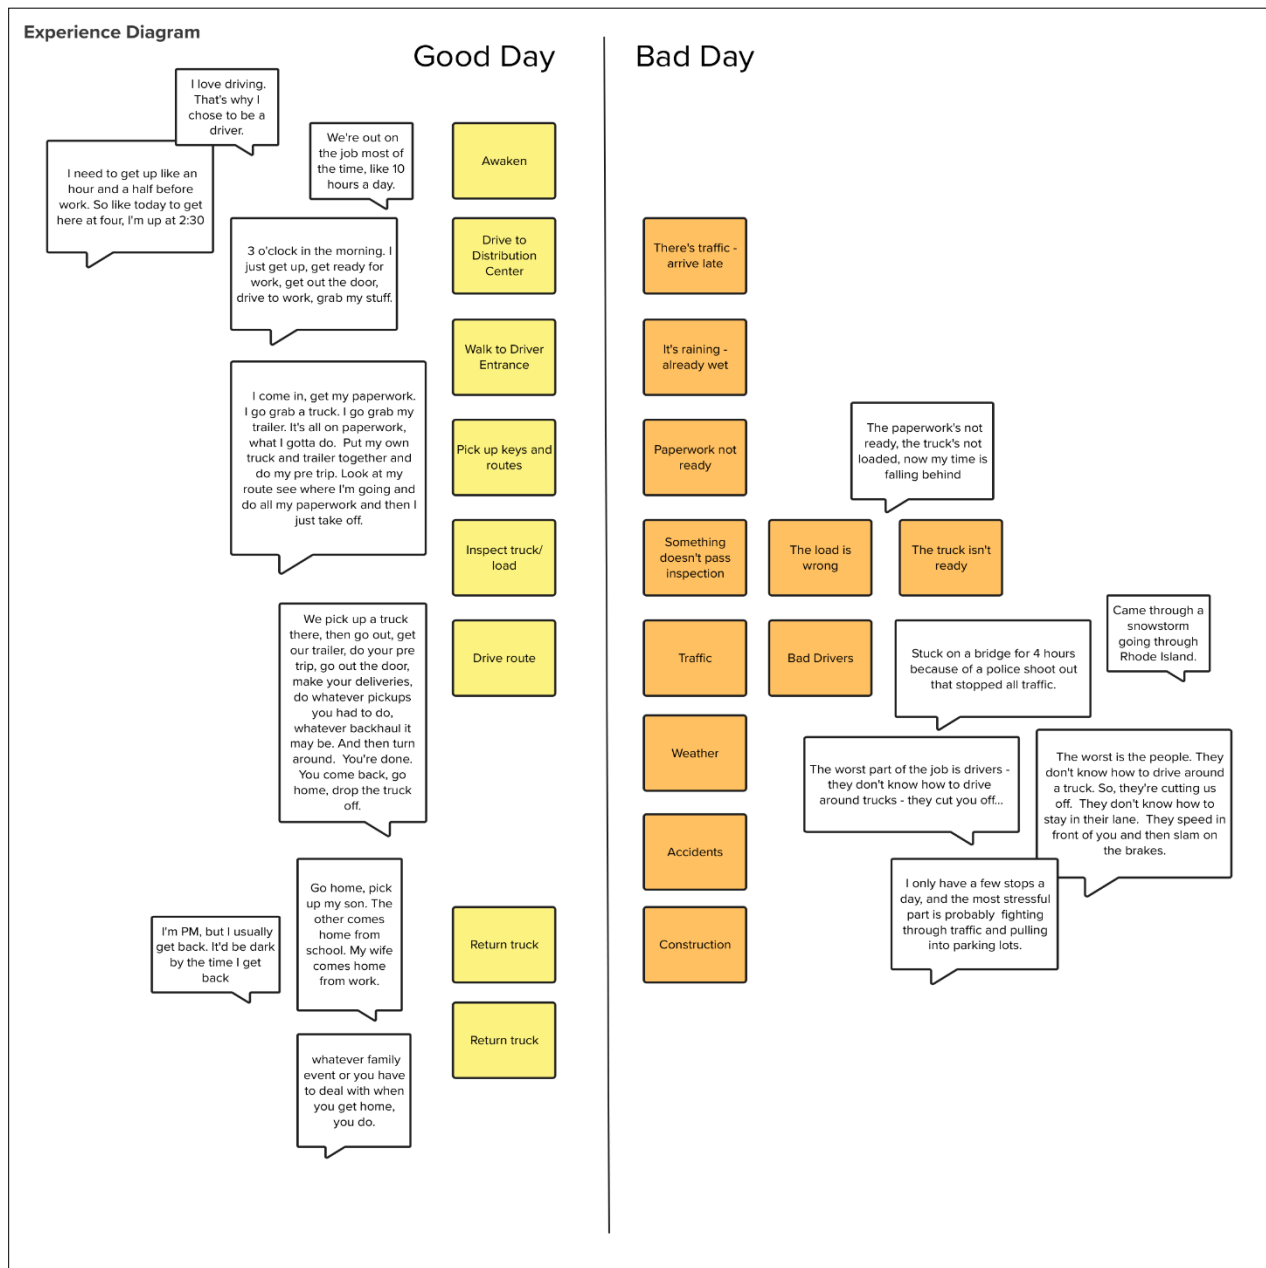 Experience Diagram
Good Day
Bad Day
I love driving.
That's why I
chose to be a
driver.
I need to get up like an
hour and a half before
work. So like today to get
here at four, I'm up at 2:30
We're out on
the job most of
the time, like 10
hours a day.
Awaken
3 o'clock in the morning. I
just get up, get ready for
work, get out the door,
drive to work, grab my stuff.
Drive to
Distribution
Center
There's traffic -
arrive late
Walk to Driver
Entrance
It's raining -
already wet
I come in, get my paperwork.
I go grab a truck. I go grab my
trailer. It's all on paperwork,
what I gotta do.  Put my own
truck and trailer together and
do my pre trip. Look at my
route see where I'm going and
do all my paperwork and then I
just take off.
Pick up keys and
routes
Paperwork not
ready
The paperwork's not
ready, the truck's not
loaded, now my time is
falling behind
Inspect truck/
load
Something
doesn't pass
inspection
The load is
wrong
The truck isn't
ready
We pick up a truck
there, then go out, get
our trailer, do your pre
trip, go out the door,
make your deliveries,
do whatever pickups
you had to do,
whatever backhaul it
may be. And then turn
around.  You're done.
You come back, go
home, drop the truck
off.
Drive route
Traffic
Bad Drivers
Stuck on a bridge for 4 hours
because of a police shoot out
that stopped all traffic.
Came through a
snowstorm
going through
Rhode Island.
Weather
The worst part of the job is drivers -
they don't know how to drive
around trucks - they cut you off...
The worst is the people. They
don't know how to drive around
a truck. So, they're cutting us
off.  They don't know how to
stay in their lane.  They speed in
front of you and then slam on
the brakes.
Accidents
I only have a few stops a
day, and the most stressful
part is probably  fighting
through traffic and pulling
into parking lots.
Go home, pick
up my son. The
other comes
home from
school. My wife
comes home
from work.
I'm PM, but I usually
get back. It'd be dark
by the time I get
back
Return truck
Construction
Return truck
whatever family
event or you have
to deal with when
you get home,
you do.